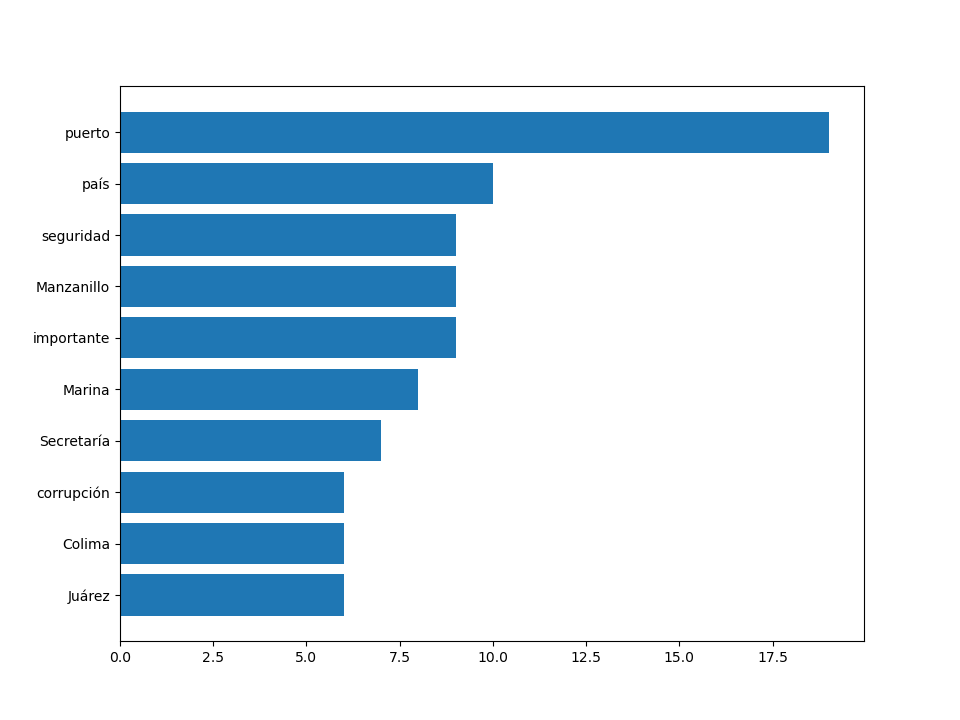 puerto
país
seguridad
Manzanillo
importante
Marina
Secretaría
corrupción
Colima
Juárez
0.0 2.5 5.0 7.5 10.0 12.5 15.0 17.5